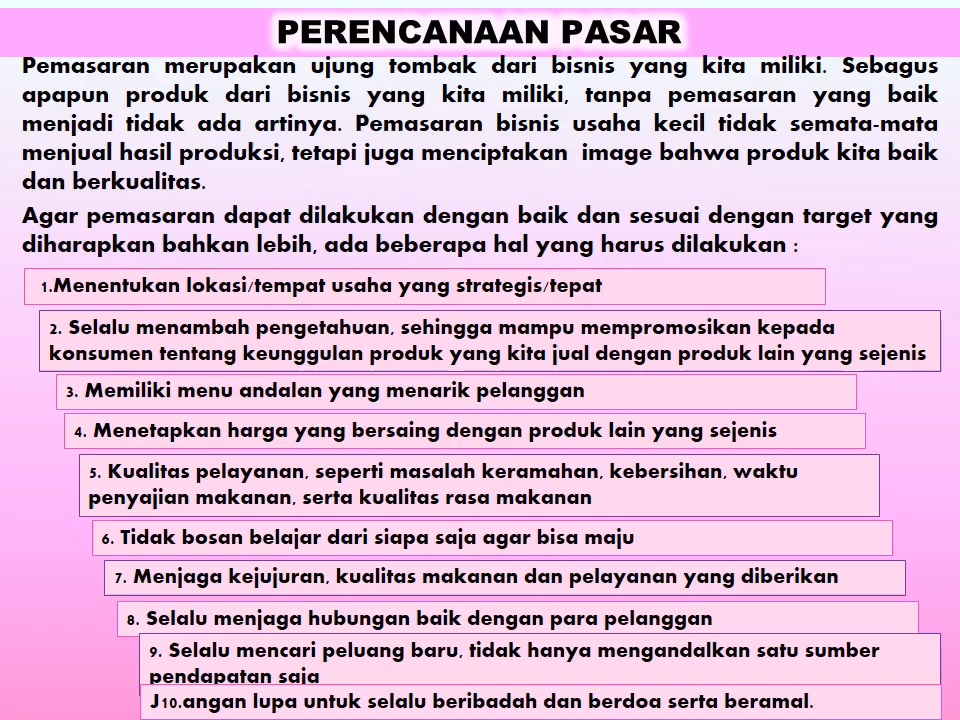 PERENCANAAN PASAR
Pemasaran merupakan ujung tombak dari bisnis yang kita miliki. Sebagus
apapun produk dari bisnis yang kita miliki, tanpa pemasaran yang baik
menjadi tidak ada artinya. Pemasaran bisnis usaha kecil tidak semata-mata
menjual hasil produksi, tetapi juga menciptakan image bahwa produk kita baik
dan berkualitas.
Agar pemasaran dapat dilakukan dengan baik dan sesuai dengan target yang
diharapkan bahkan lebih, ada beberapa hal yang harus dilakukan :
1.Menentukan lokasi/tempat usaha yang strategis/tepat
2. Selalu menambah pengetahuan, sehingga mampu mempromosikan kepada
konsumen tentang keunggulan produk yang kita jual dengan produk lain yang sejenis
3. Memiliki menu andalan yang menarik pelanggan
4. Menetapkan harga yang bersaing dengan produk lain yang sejenis
5. Kualitas pelayanan, seperti masalah keramahan, kebersihan, waktu
penyajian makanan, serta kualitas rasa makanan
6. Tidak bosan belajar dari siapa saja agar bisa maju
7. Menjaga kejujuran, kualitas makanan dan pelayanan yang diberikan
8. Selalu menjaga hubungan baik dengan para pelanggan
9. Selalu mencari peluang baru, tidak hanya mengandalkan satu sumber
pendapatan saja
J10.angan lupa untuk selalu beribadah dan berdoa serta beramal.